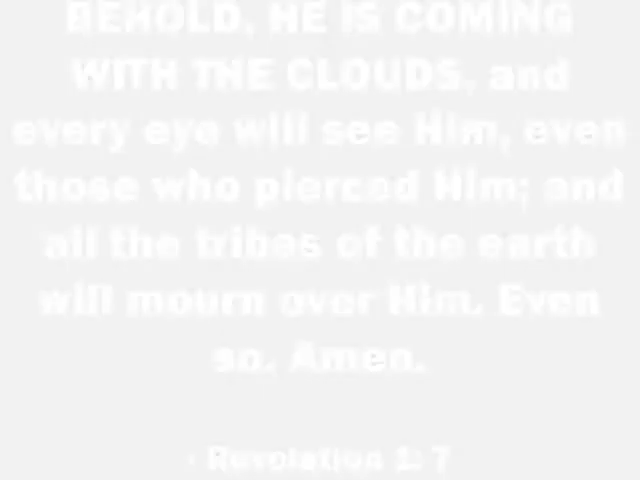 BEHOLD, HE IS COMING
WITH THE CLOUDS, and
every eye will see Him, even
those who pierced Him; and
all the tribes of the earth
will mourn over Him. Even
so. Amen.
- Revelation 1: 7